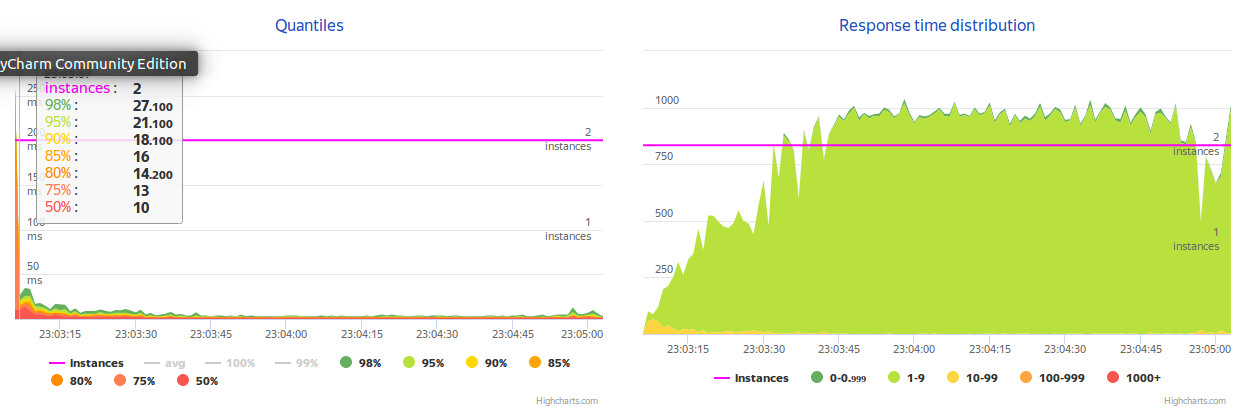 Quantiles
yCharm Community Edition
instances : 2
98% : 27.100
95% : 21.100
90% : 18.100
85% : 16
80% : 14.200
75% : 13
50% : 10
ms
ms
ms
ms
50
ms
2
instances
1
instances
23:03:15 23:03:30 23:03:45 23:04:00 23:04:15 23:04:30 23:04:45 23:05:00
Instances avg 100% 99% 98% 95% 90% 85%
80% 75% 50%
Highcharts.com
Response time distribution
1000
750
500
250
2
instances
1
instances
23:03:15 23:03:30 23:03:45 23:04:00 23:04:15 23:04:30 23:04:45 23:05:00
Instances 0-0.999 1-9 10-99 100-999 1000+
Highcharts.com